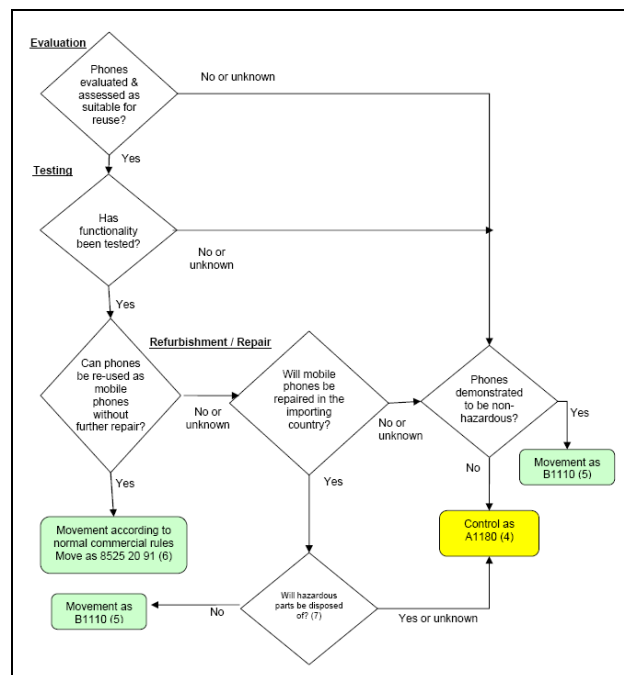 Evaluation
Phones
evaluated &
assessed as
suitable for
reuse?
No or unknown
Yes
Testing
Has
functionality
been tested?
No or
unknown
Yes
Refurbishment / Repair
Can phones
be re-used as
mobile
phones
without
further repair?
No or
unknown
Will mobile
phones be
repaired in the
importing
country?
No or
unknown
Phones
demonstrated
to be non-
hazardous?
Yes
Movement as
B1110 (5)
No
Yes
Yes
Movement according to
normal commercial rules
Move as 8525 20 91 (6)
Control as
A1180 (4)
Will hazardous
parts be disposed
of? (7)
No
Movement as
B1110 (5)
Yes or unknown